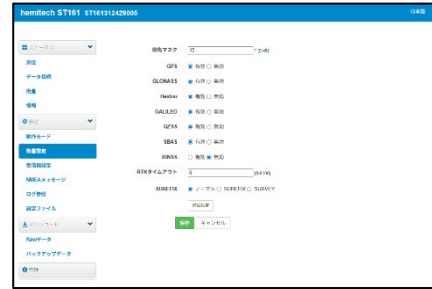 hemitech ST161 ST161312429005
日本語
ステータス
測位
データ接続
衛星
情報
設定
動作モード
衛星設定
受信機設定
NMEAメッセージ
ログ参照
設定ファイル
ダウンロード
Rawデータ
バックアップデータ
管理
仰角マスク
GPS 有効 無効
GLONASS 有効 無効
Beidou 有効 無効
GALILEO 有効 無効
QZSS 有効 無効
SBAS 有効 無効
IRNSS 有効 無効
RTKタイムアウト
SUREFIX ノーマル SUREFIX SURVEY
保存 キャンセル